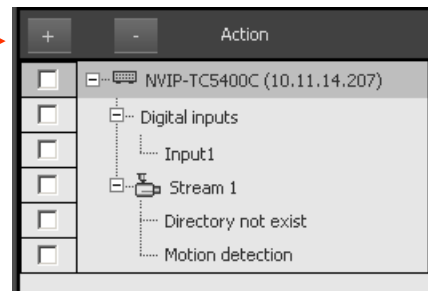 + - Action
NVIP-TC5400C (10.11.14.207)
Digital inputs
Input1
Stream 1
Directory not exist
Motion detection